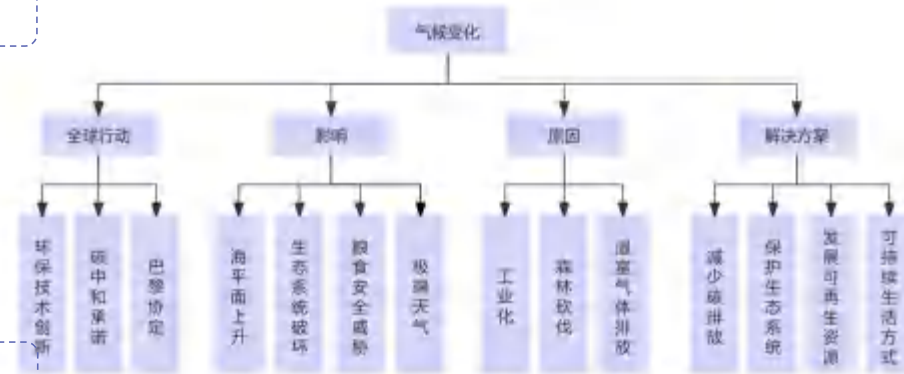 气候变化
全球行动
影响
原因
解决方案
环保技术创新
碳中和承诺
巴黎协定
海平面上升
生态系统破坏
粮食安全威胁
极端天气
工业化
森林砍伐
温室气体排放
减少碳排放
保护生态系统
发展可再生资源
可持续生活方式